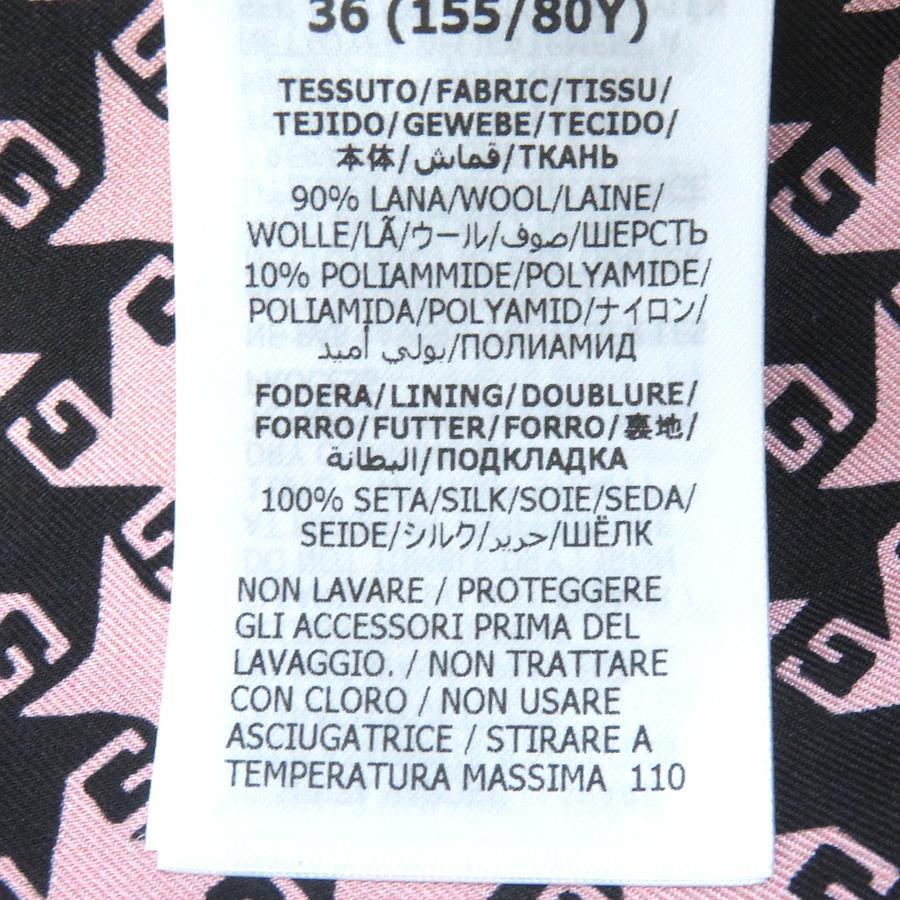 36 (155/80Y)
TESSUTO/FABRIC/TISSU/
TEJIDO/GEWEBE/TECIDO/
本体/قماش/ТКАНЬ
90% LANA/WOOL/LAINE/
WOLLE/LÃ/ウール/صوف/ШЕРСТЬ
10% POLIAMMIDE/POLYAMIDE/
POLIAMIDA/POLYAMID/ナイロン/
بولي أميد/ПОЛИАМИД
FODERA/LINING/DOUBLURE/
FORRO/FUTTER/FORRO/裏地/
البطانة/ПОДКЛАДКА
100% SETA/SILK/SOIE/SEDA/
SEIDE/シルク/حرير/ШЁЛК
NON LAVARE / PROTEGGERE
GLI ACCESSORI PRIMA DEL
LAVAGGIO. / NON TRATTARE
CON CLORO / NON USARE
ASCIUGATRICE / STIRARE A
TEMPERATURA MASSIMA 110